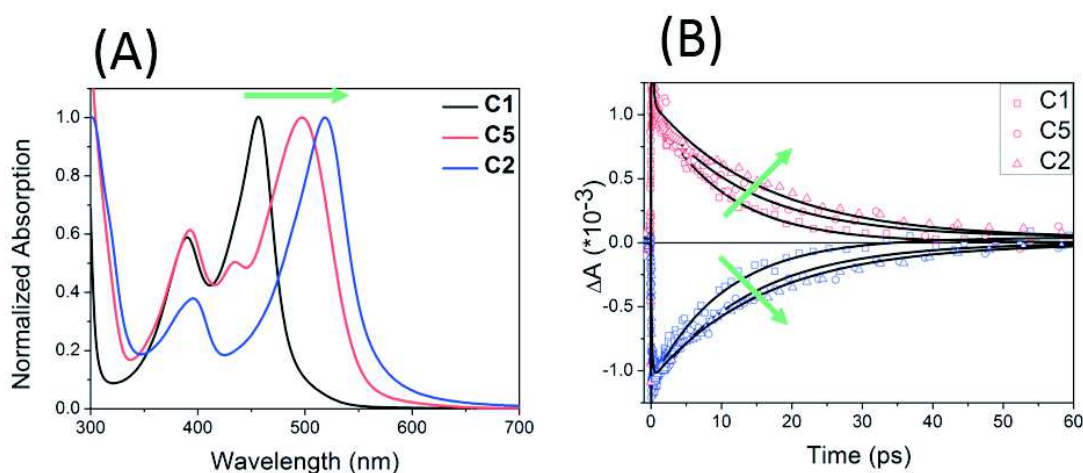 (A)
C1
C5
C2
1.0
0.8
0.6
0.4
0.2
0.0
300 400 500 600 700
Normalized Absorption
Wavelength (nm)
(B)
C1
C5
C2
1.0
0.5
0.0
-0.5
-1.0
0 10 20 30 40 50 60
ΔA (*10⁻³)
Time (ps)